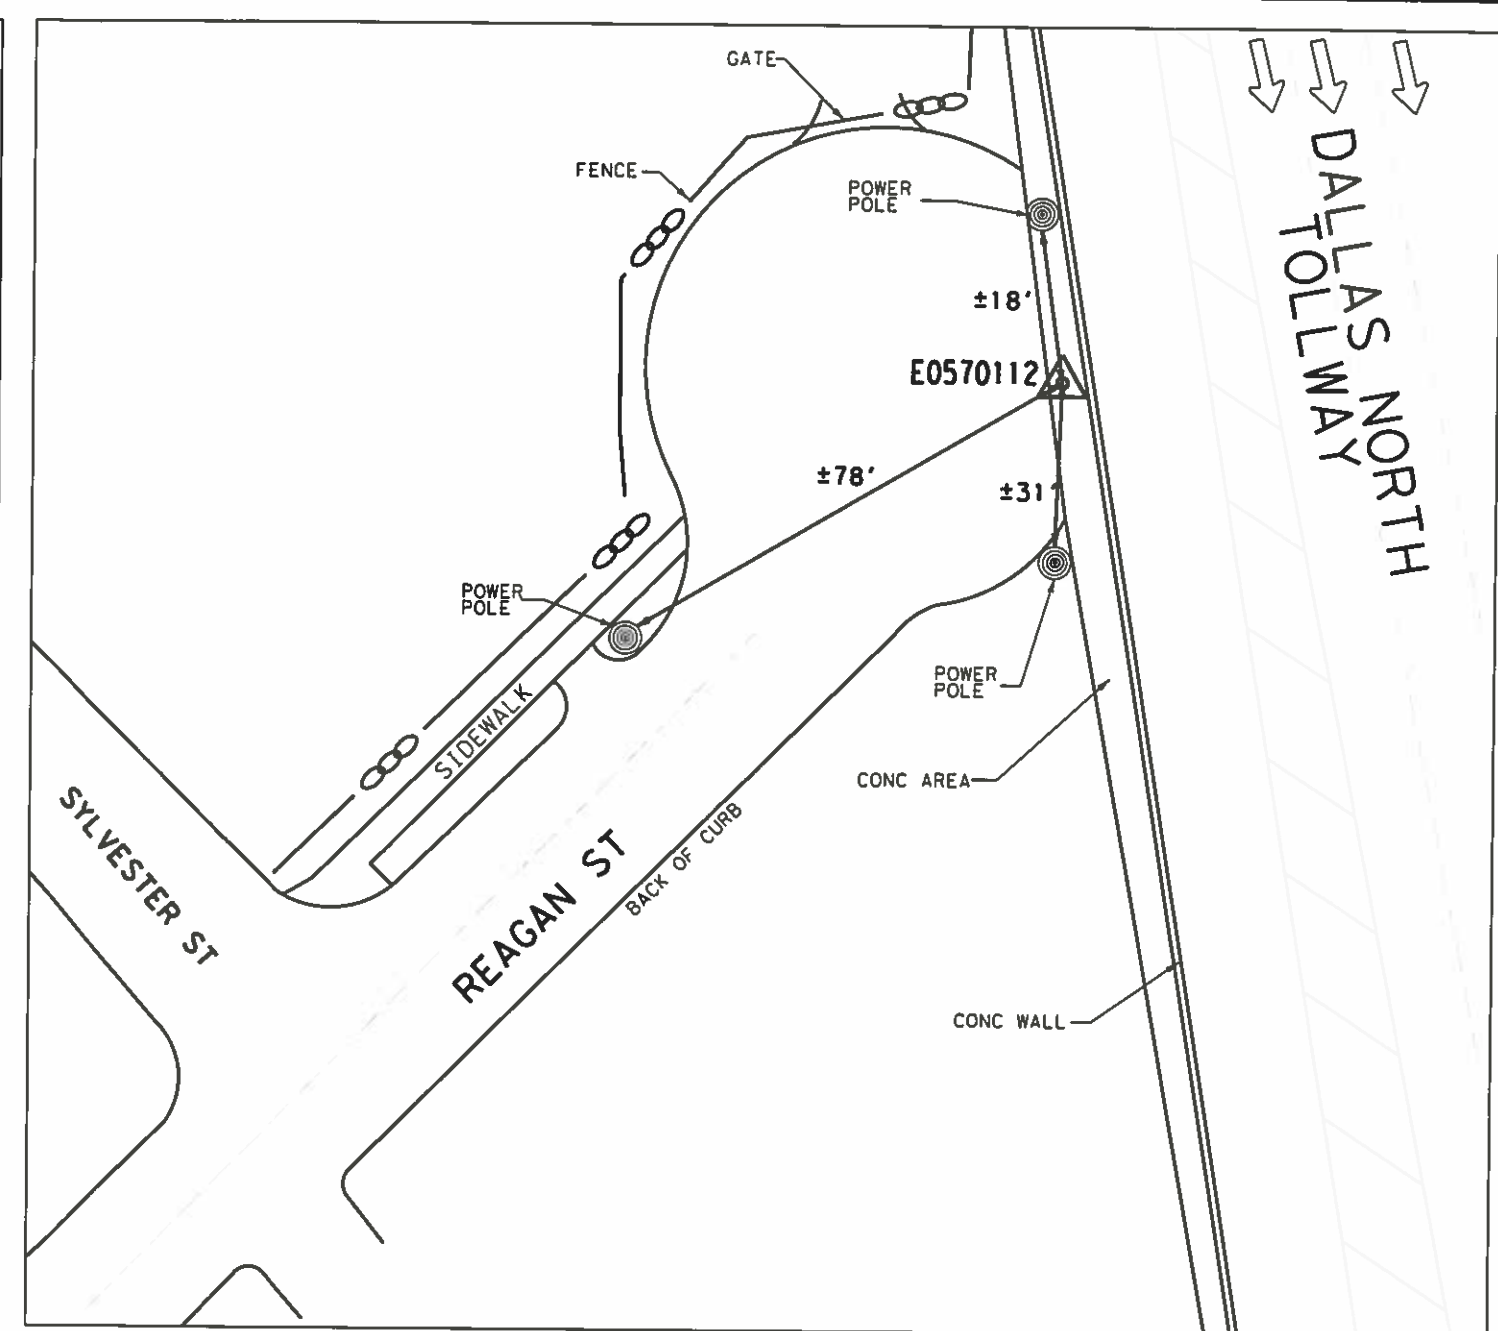 GATE
FENCE
POWER
POLE
±18'
E0570112
±78'
±31'
DALLAS NORTH
TOLLWAY
POWER
POLE
POWER
POLE
SIDEWALK
CONC AREA
SYLVESTER ST
REAGAN ST
BACK OF CURB
CONC WALL